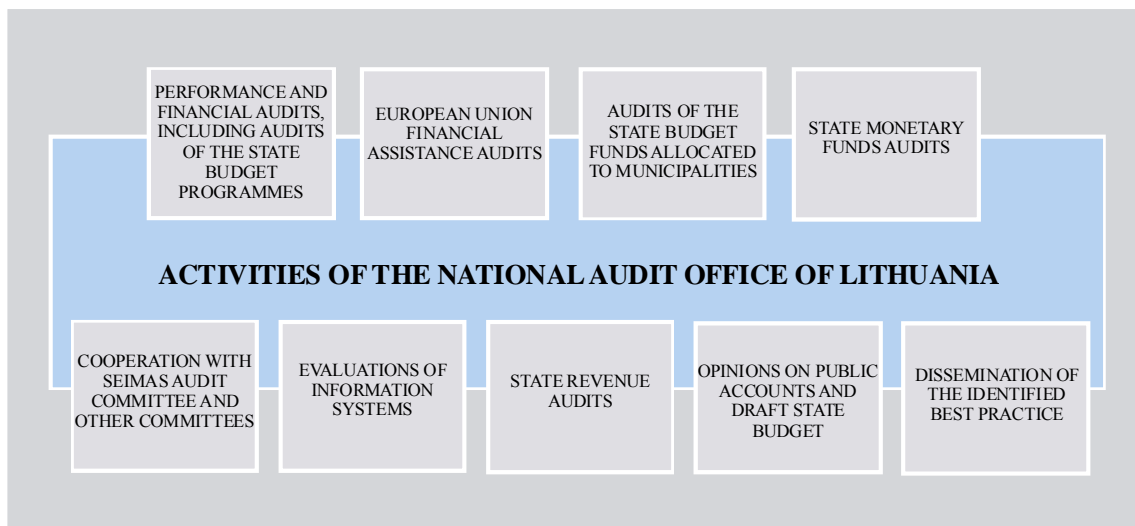 PERFORMANCE AND
FINANCIAL AUDITS,
INCLUDING AUDITS
OF THE STATE
BUDGET
PROGRAMMES
EUROPEAN UNION
FINANCIAL
ASSISTANCE AUDITS
AUDITS OF THE
STATE BUDGET
FUNDS ALLOCATED
TO MUNICIPALITIES
STATE MONETARY
FUNDS AUDITS
ACTIVITIES OF THE NATIONAL AUDIT OFFICE OF LITHUANIA
COOPERATION WITH
SEIMAS AUDIT
COMMITTEE AND
OTHER COMMITTEES
EVALUATIONS OF
INFORMATION
SYSTEMS
STATE REVENUE
AUDITS
OPINIONS ON PUBLIC
ACCOUNTS AND
DRAFT STATE
BUDGET
DISSEMINATION OF
THE IDENTIFIED
BEST PRACTICE